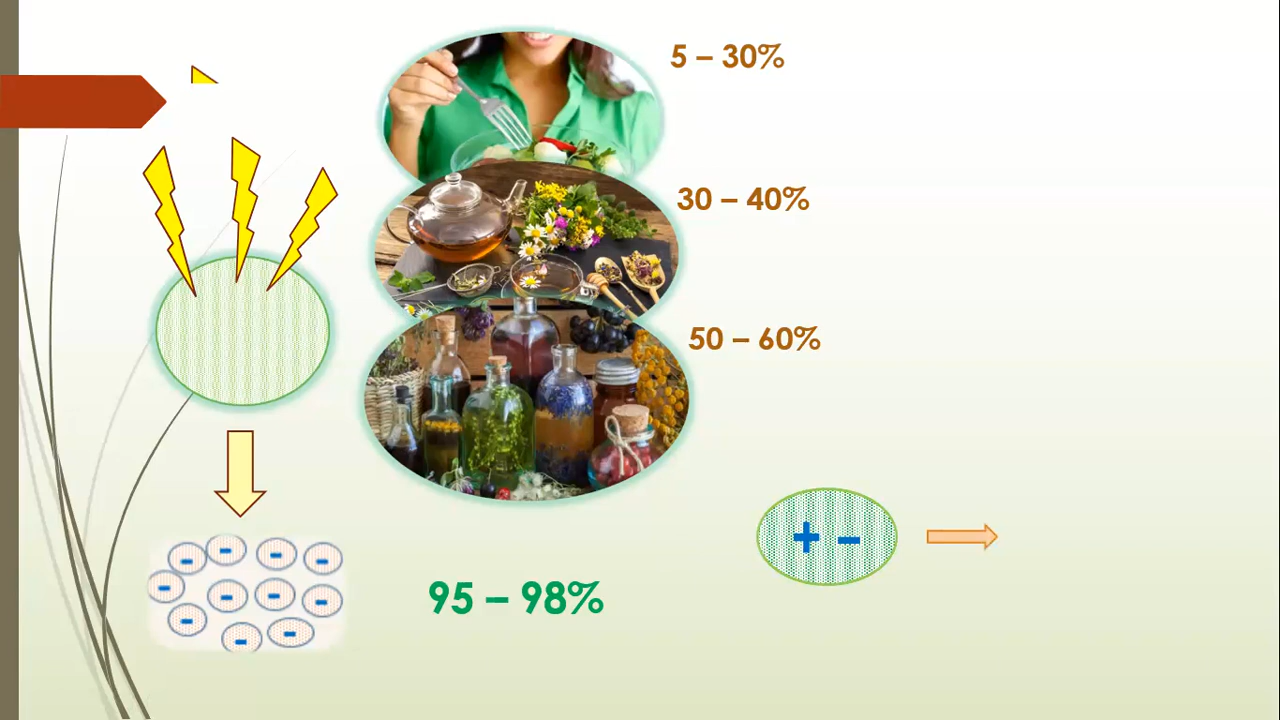 5 – 30%
30 – 40%
50 – 60%
+ –
95 – 98%